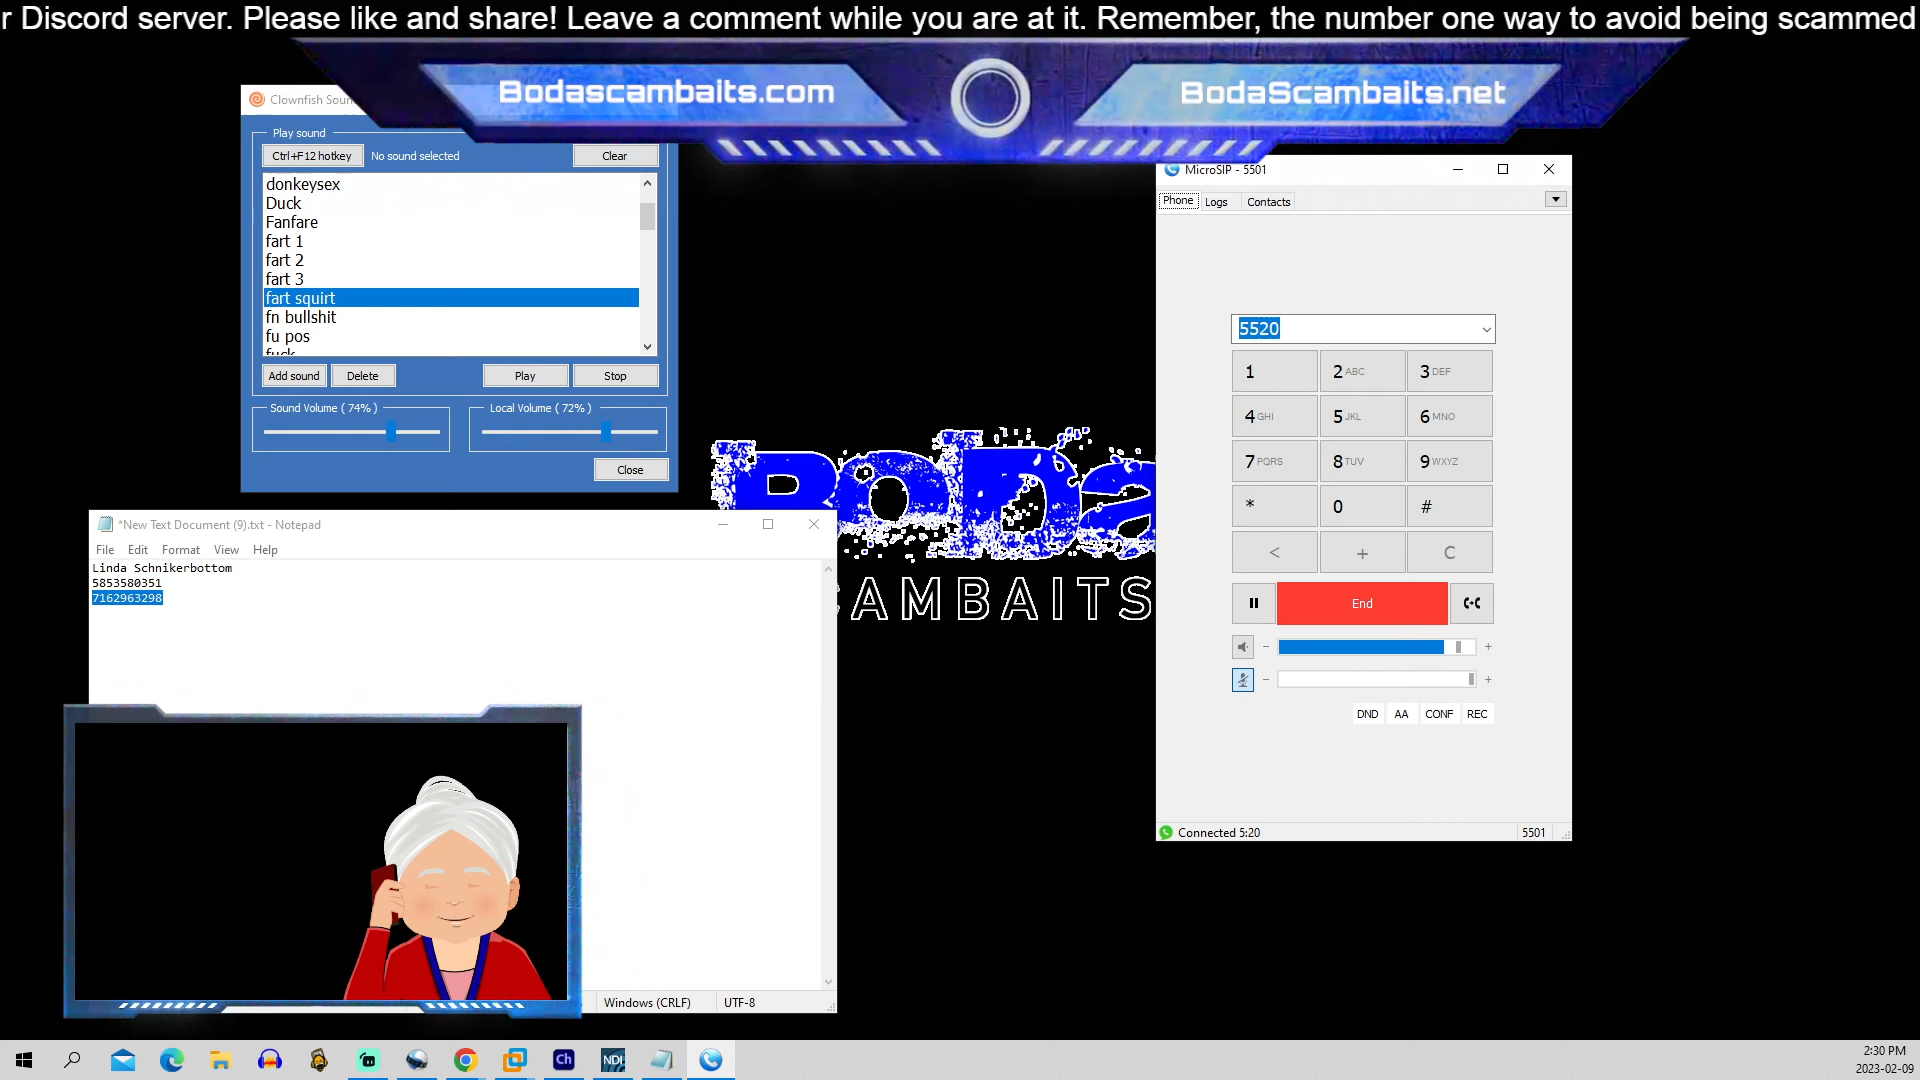 r Discord server. Please like and share! Leave a comment while you are at it. Remember, the number one way to avoid being scammed
Bodascambaits.com
BodaScambaits.net
Clownfish Soun
Play sound
Ctrl+F12 hotkey
No sound selected
Clear
donkeysex
Duck
Fanfare
fart 1
fart 2
fart 3
fart squirt
fn bullshit
fu pos
fuck
Add sound
Delete
Play
Stop
Sound Volume ( 74% )
Local Volume ( 72% )
Close
*New Text Document (9).txt - Notepad
File Edit Format View Help
Linda Schnikerbottom
5853580351
7162963298
Windows (CRLF)
UTF-8
BoDa
CAMBAITS
MicroSIP - 5501
Phone Logs Contacts
5520
1 2 ABC 3 DEF
4 GHI 5 JKL 6 MNO
7 PQRS 8 TUV 9 WXYZ
* 0 #
< + C
End
- +
- +
DND AA CONF REC
Connected 5:20
5501
Ch
NDI
2:30 PM
2023-02-09